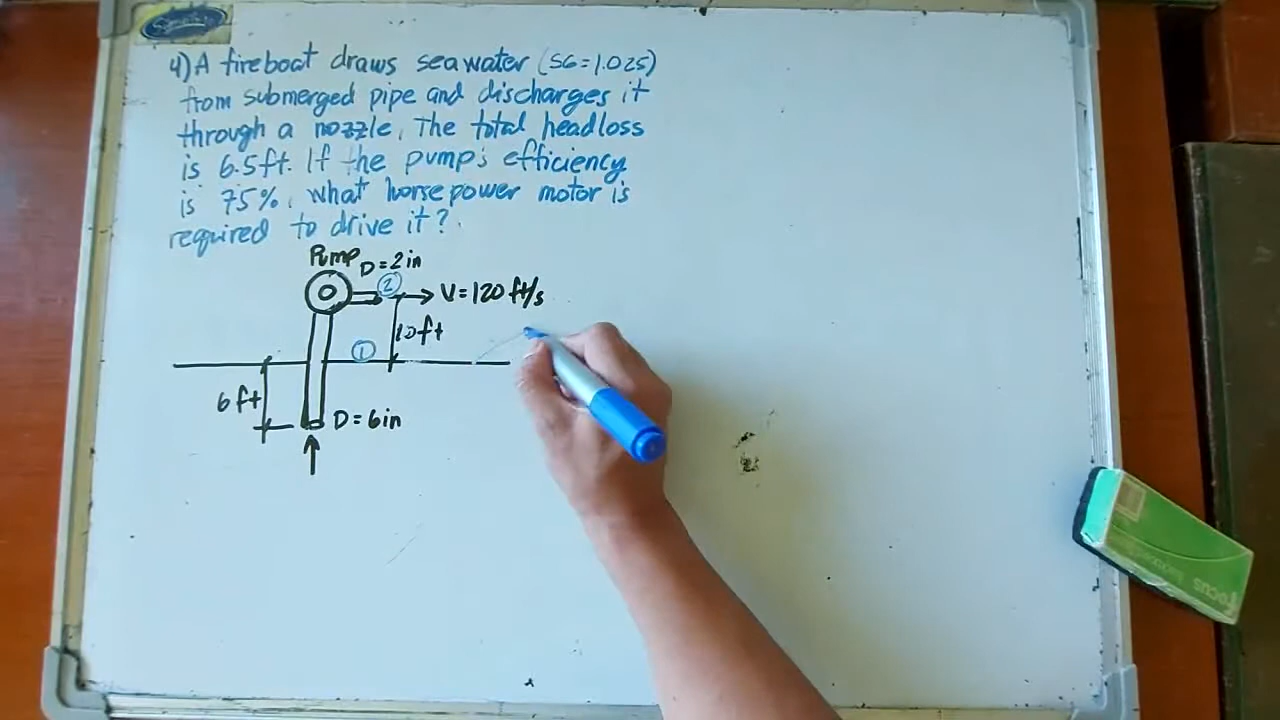 4) A fireboat draws seawater (SG=1.025)
from submerged pipe and discharges it
through a nozzle. The total headloss
is 6.5ft. If the pump's efficiency
is 75%, what horsepower motor is
required to drive it?
Pump
D=2in
②
V=120 ft/s
10ft
①
6ft
D=6in
Focus